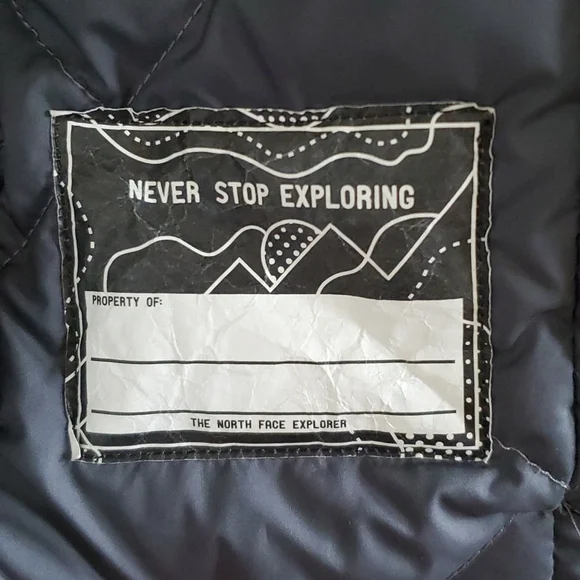 NEVER STOP EXPLORING
PROPERTY OF:
THE NORTH FACE EXPLORER